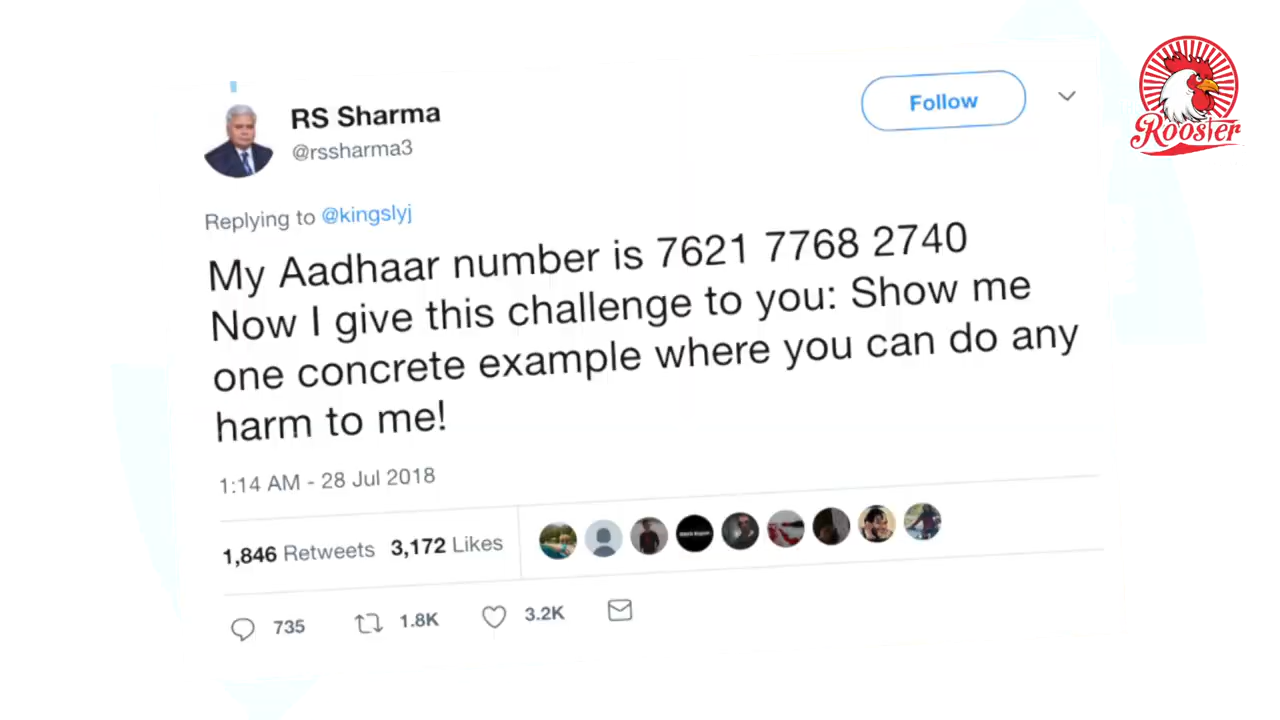 RS Sharma
@rssharma3
Follow
Rooster
Replying to @kingslyj
My Aadhaar number is 7621 7768 2740
Now I give this challenge to you: Show me
one concrete example where you can do any
harm to me!
1:14 AM - 28 Jul 2018
1,846 Retweets 3,172 Likes
735 1.8K 3.2K